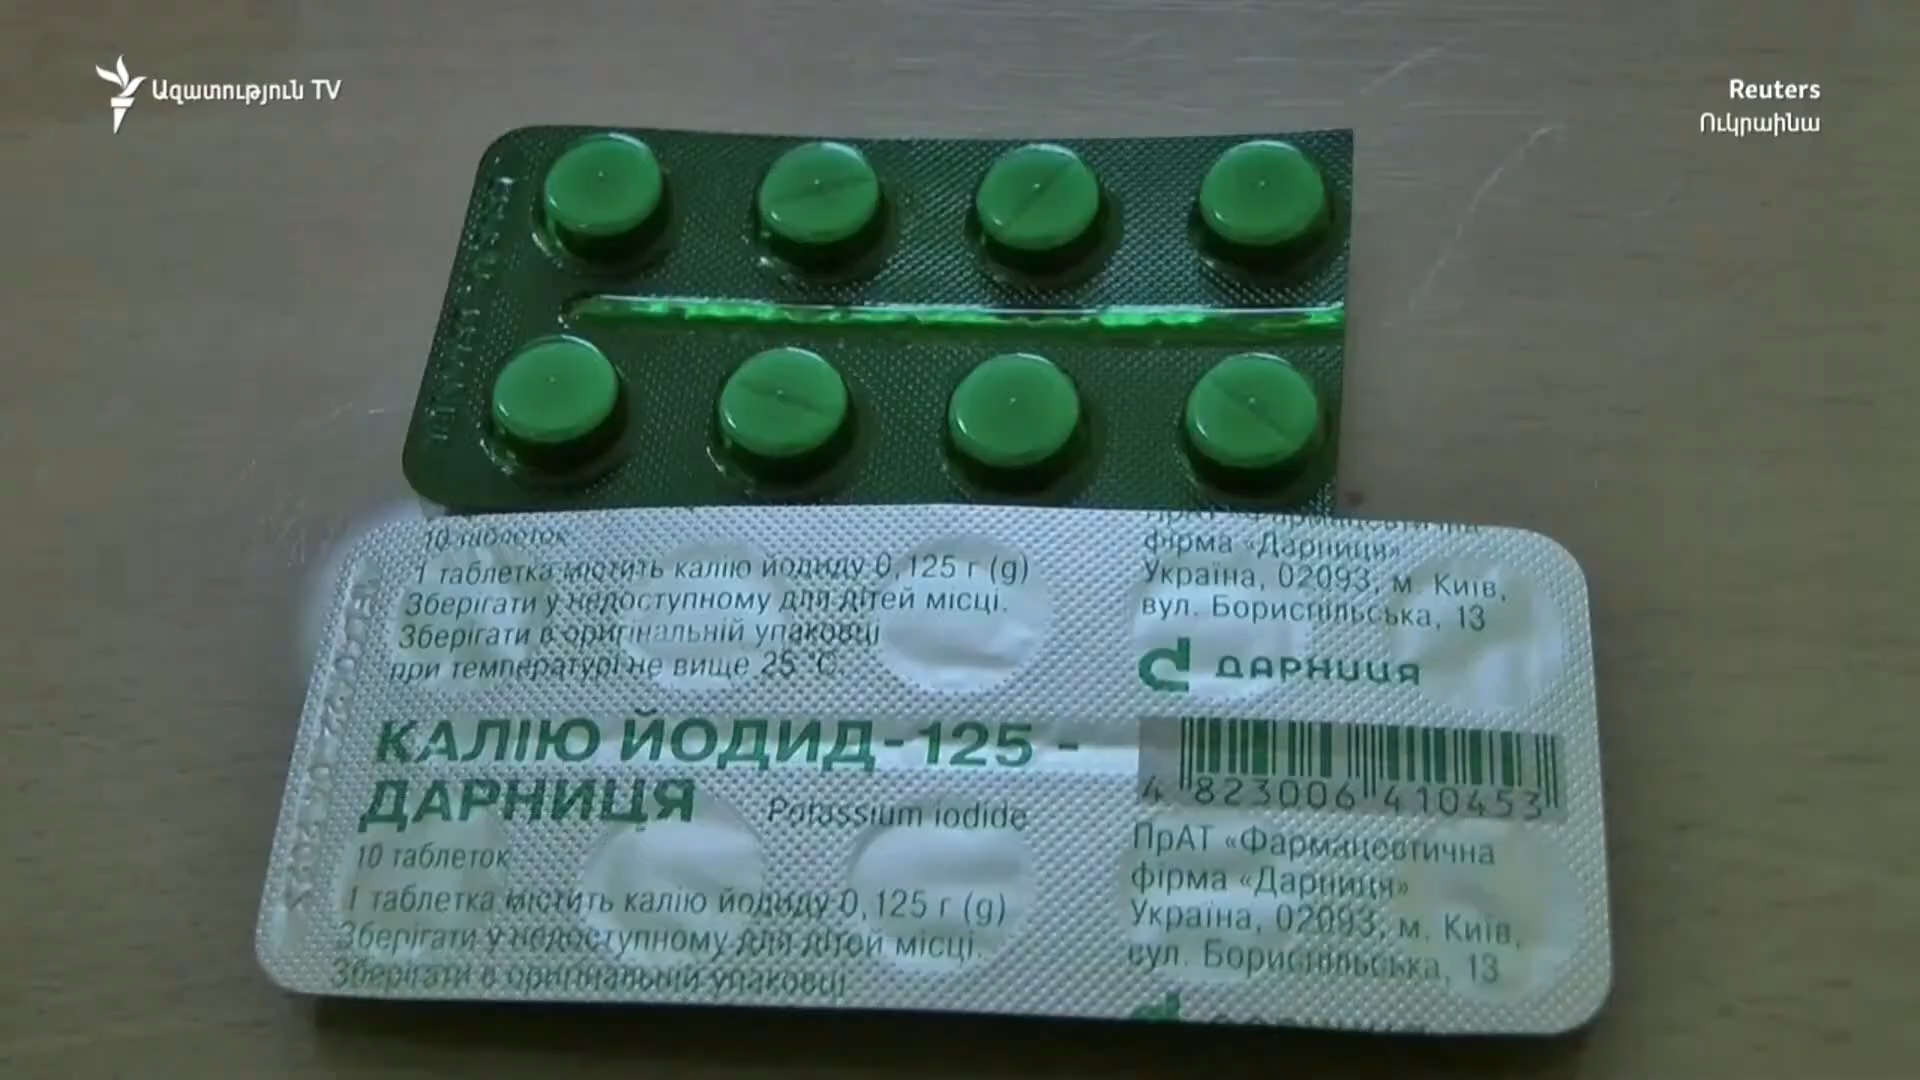 Ազատություն TV
Reuters
Ուկրաինա
10 таблеток
1 таблетка містить калію йодиду 0,125 г (g)
Зберігати у недоступному для дітей місці.
Зберігати в оригінальній упаковці
при температурі не вище 25 °C.
фірма «Дарниця»
Україна, 02093, м. Київ,
вул. Бориспільська, 13
ДАРНИЦЯ
КАЛІЮ ЙОДИД-125 -
ДАРНИЦЯ
Potassium iodide
4 823006 410453
10 таблеток
1 таблетка містить калію йодиду 0,125 г (g)
Зберігати у недоступному для дітей місці.
Зберігати в оригінальній упаковці
ПрАТ «Фармацевтична
фірма «Дарниця»
Україна, 02093, м. Київ,
вул. Бориспільська, 13